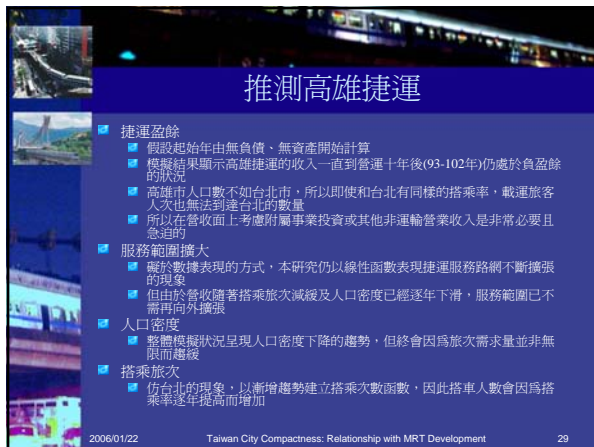 推測高雄捷運
捷運盈餘
假設起始年由無負債、無資產開始計算
模擬結果顯示高雄捷運的收入一直到營運十年後(93-102年)仍處於負盈餘
的狀況
高雄市人口數不如台北市，所以即使和台北有同樣的搭乘率，載運旅客
人次也無法到達台北的數量
所以在營收面上考慮附屬事業投資或其他非運輸營業收入是非常必要且
急迫的
服務範圍擴大
礙於數據表現的方式，本研究仍以線性函數表現捷運服務路網不斷擴張
的現象
但由於營收隨著搭乘旅次減緩及人口密度已經逐年下滑，服務範圍已不
需再向外擴張
人口密度
整體模擬狀況呈現人口密度下降的趨勢，但終會因為旅次需求量並非無
限而趨緩
搭乘旅次
仿台北的現象，以漸增趨勢建立搭乘次數函數，因此搭車人數會因為搭
乘率逐年提高而增加
2006/01/22
Taiwan City Compactness: Relationship with MRT Development
29